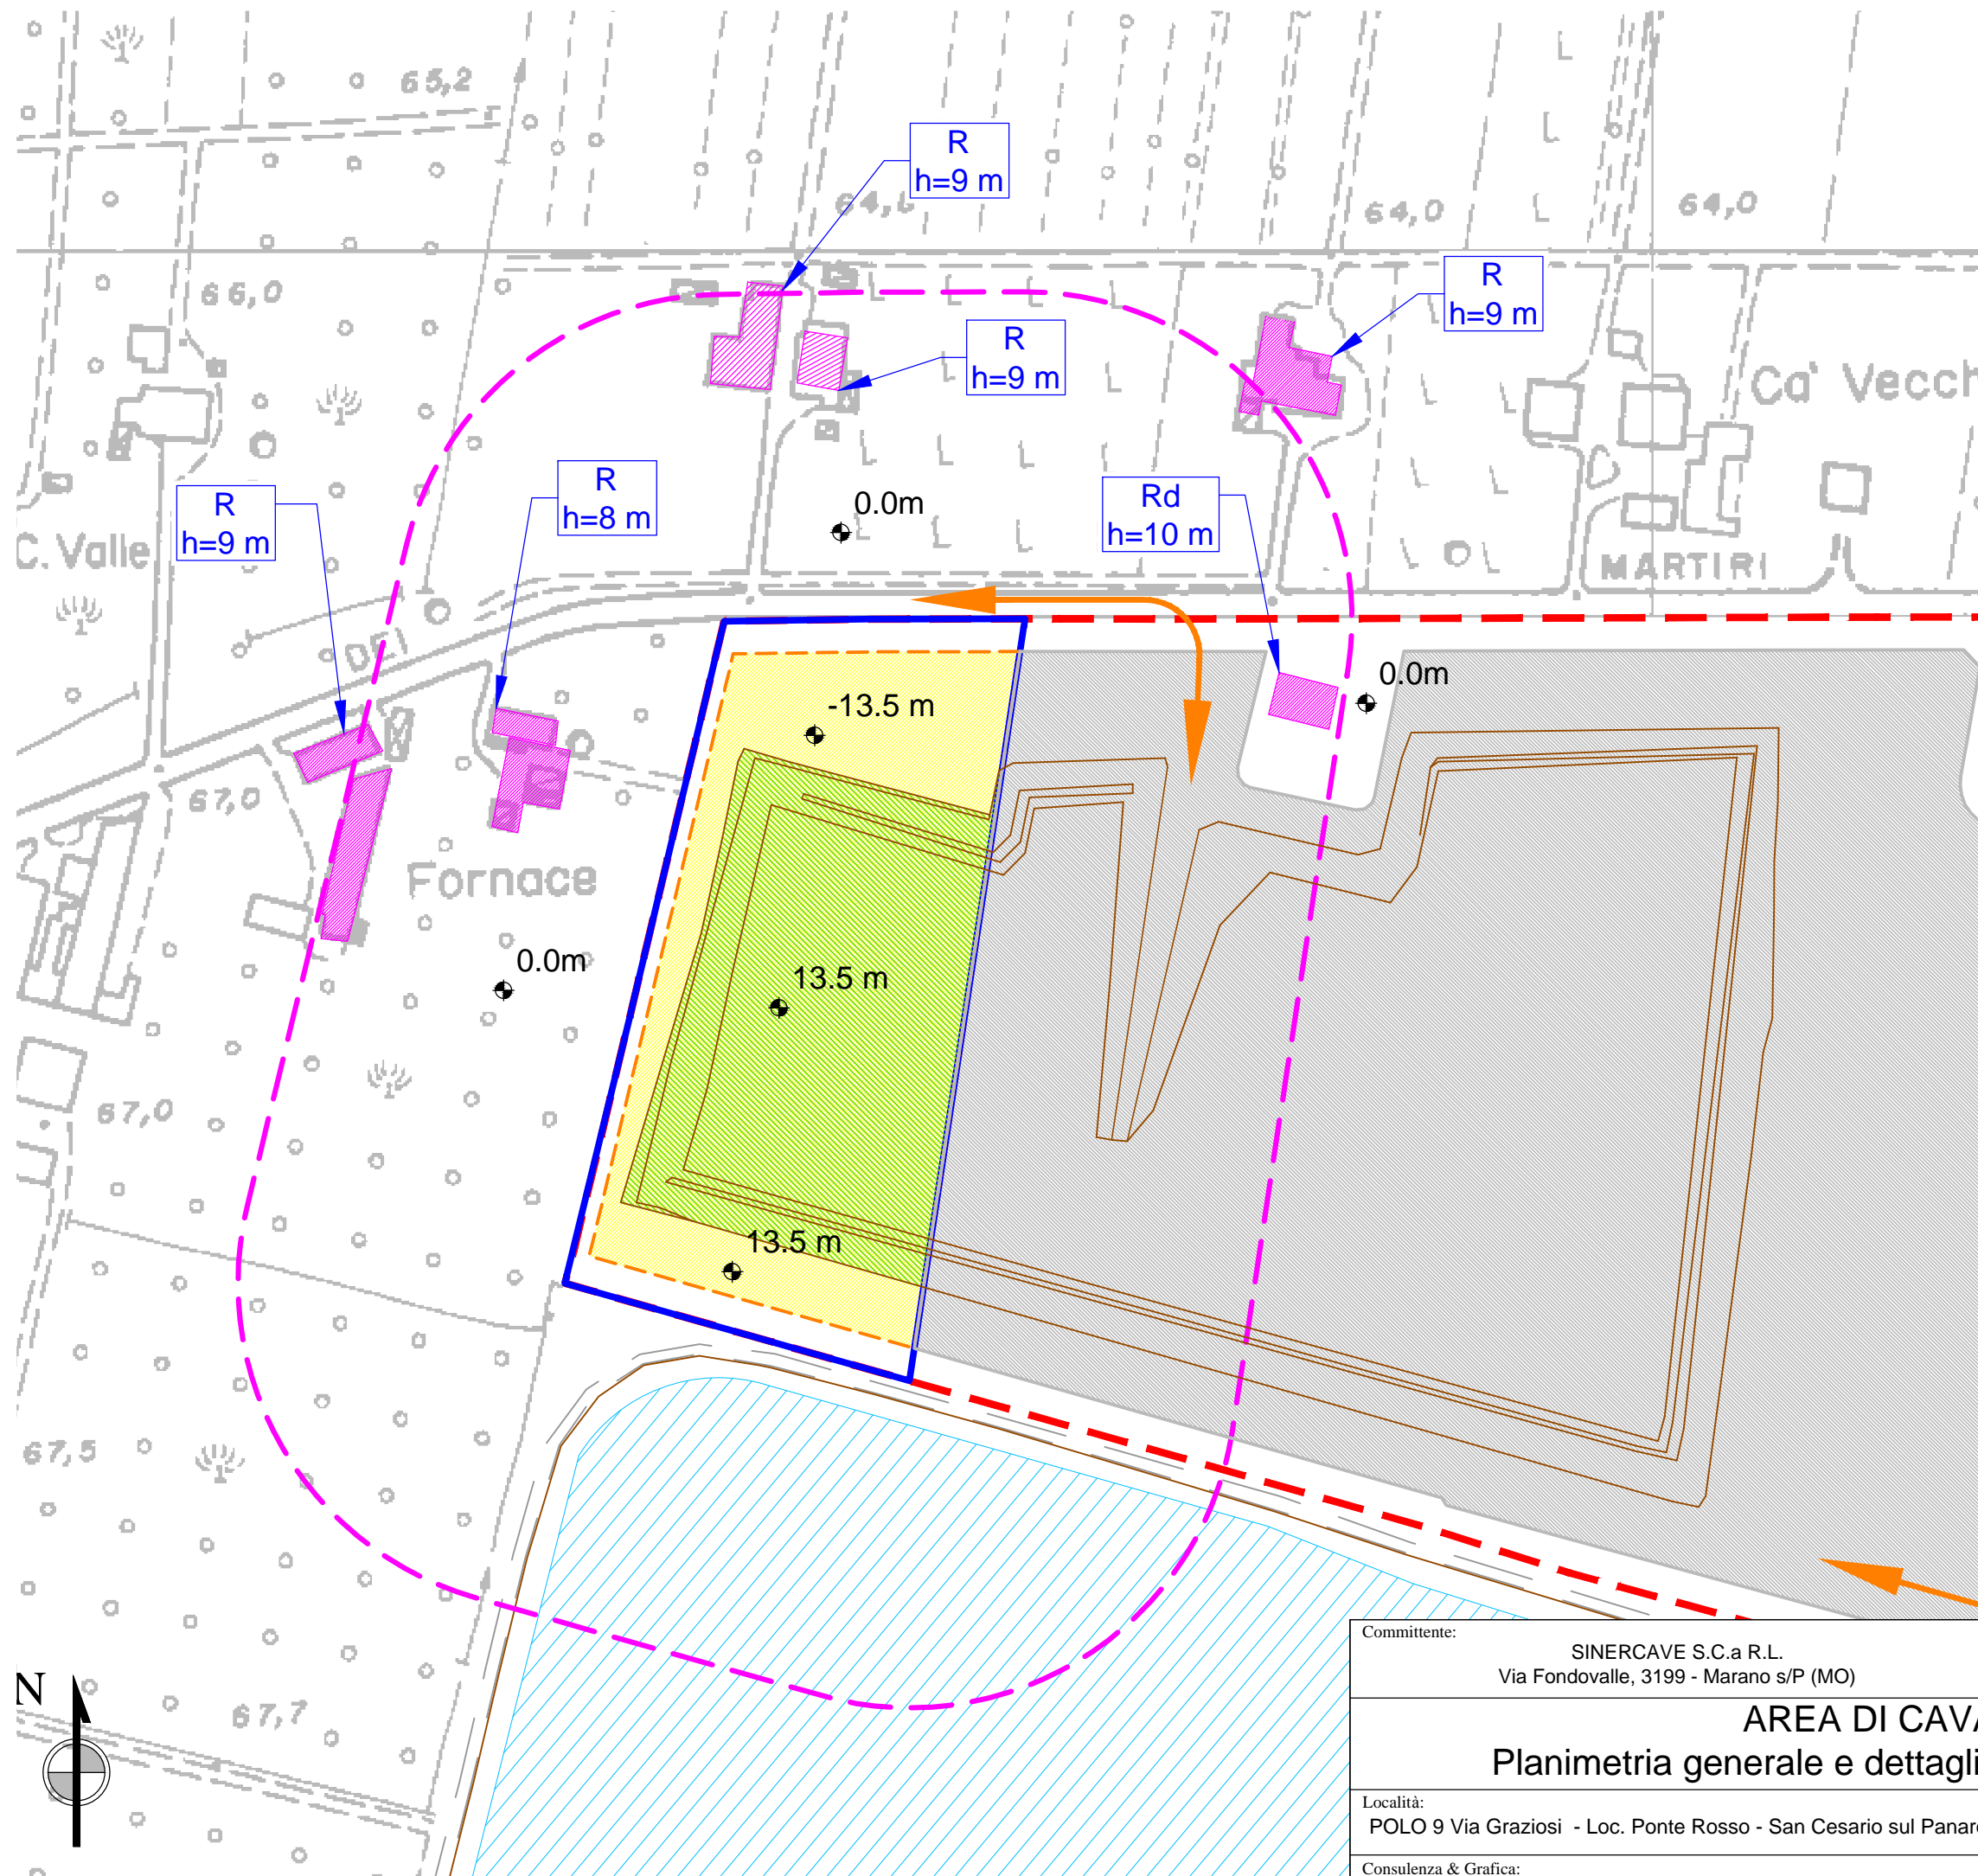 65,2
R
h=9 m
64,0
64,0
66,0
R
h=9 m
R
h=9 m
Ca' Vecch
R
h=9 m
R
h=8 m
0.0m
Rd
h=10 m
C. Valle
MARTIRI
DEI
0.0m
-13.5 m
67,0
Fornace
0.0m
13.5 m
67,0
13.5 m
67,5
N
67,7
Committente:
SINERCAVE S.C.a R.L.
Via Fondovalle, 3199 - Marano s/P (MO)
AREA DI CAVA
Planimetria generale e dettagli
Località:
POLO 9 Via Graziosi - Loc. Ponte Rosso - San Cesario sul Panaro
Consulenza & Grafica: